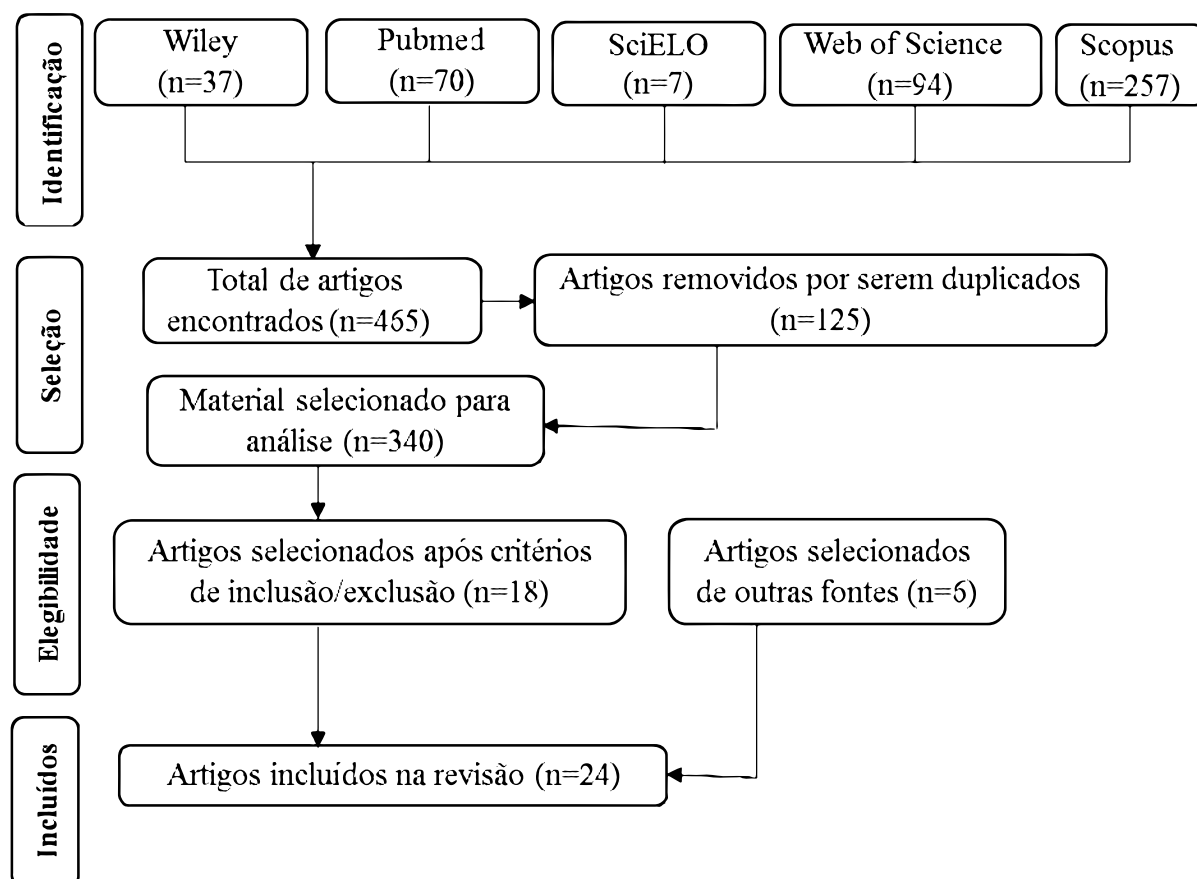 Identificação
Wiley
(n=37)
Pubmed
(n=70)
SciELO
(n=7)
Web of Science
(n=94)
Scopus
(n=257)
Seleção
Total de artigos
encontrados (n=465)
Artigos removidos por serem duplicados
(n=125)
Material selecionado para
análise (n=340)
Elegibilidade
Artigos selecionados após critérios
de inclusão/exclusão (n=18)
Artigos selecionados
de outras fontes (n=6)
Incluídos
Artigos incluídos na revisão (n=24)